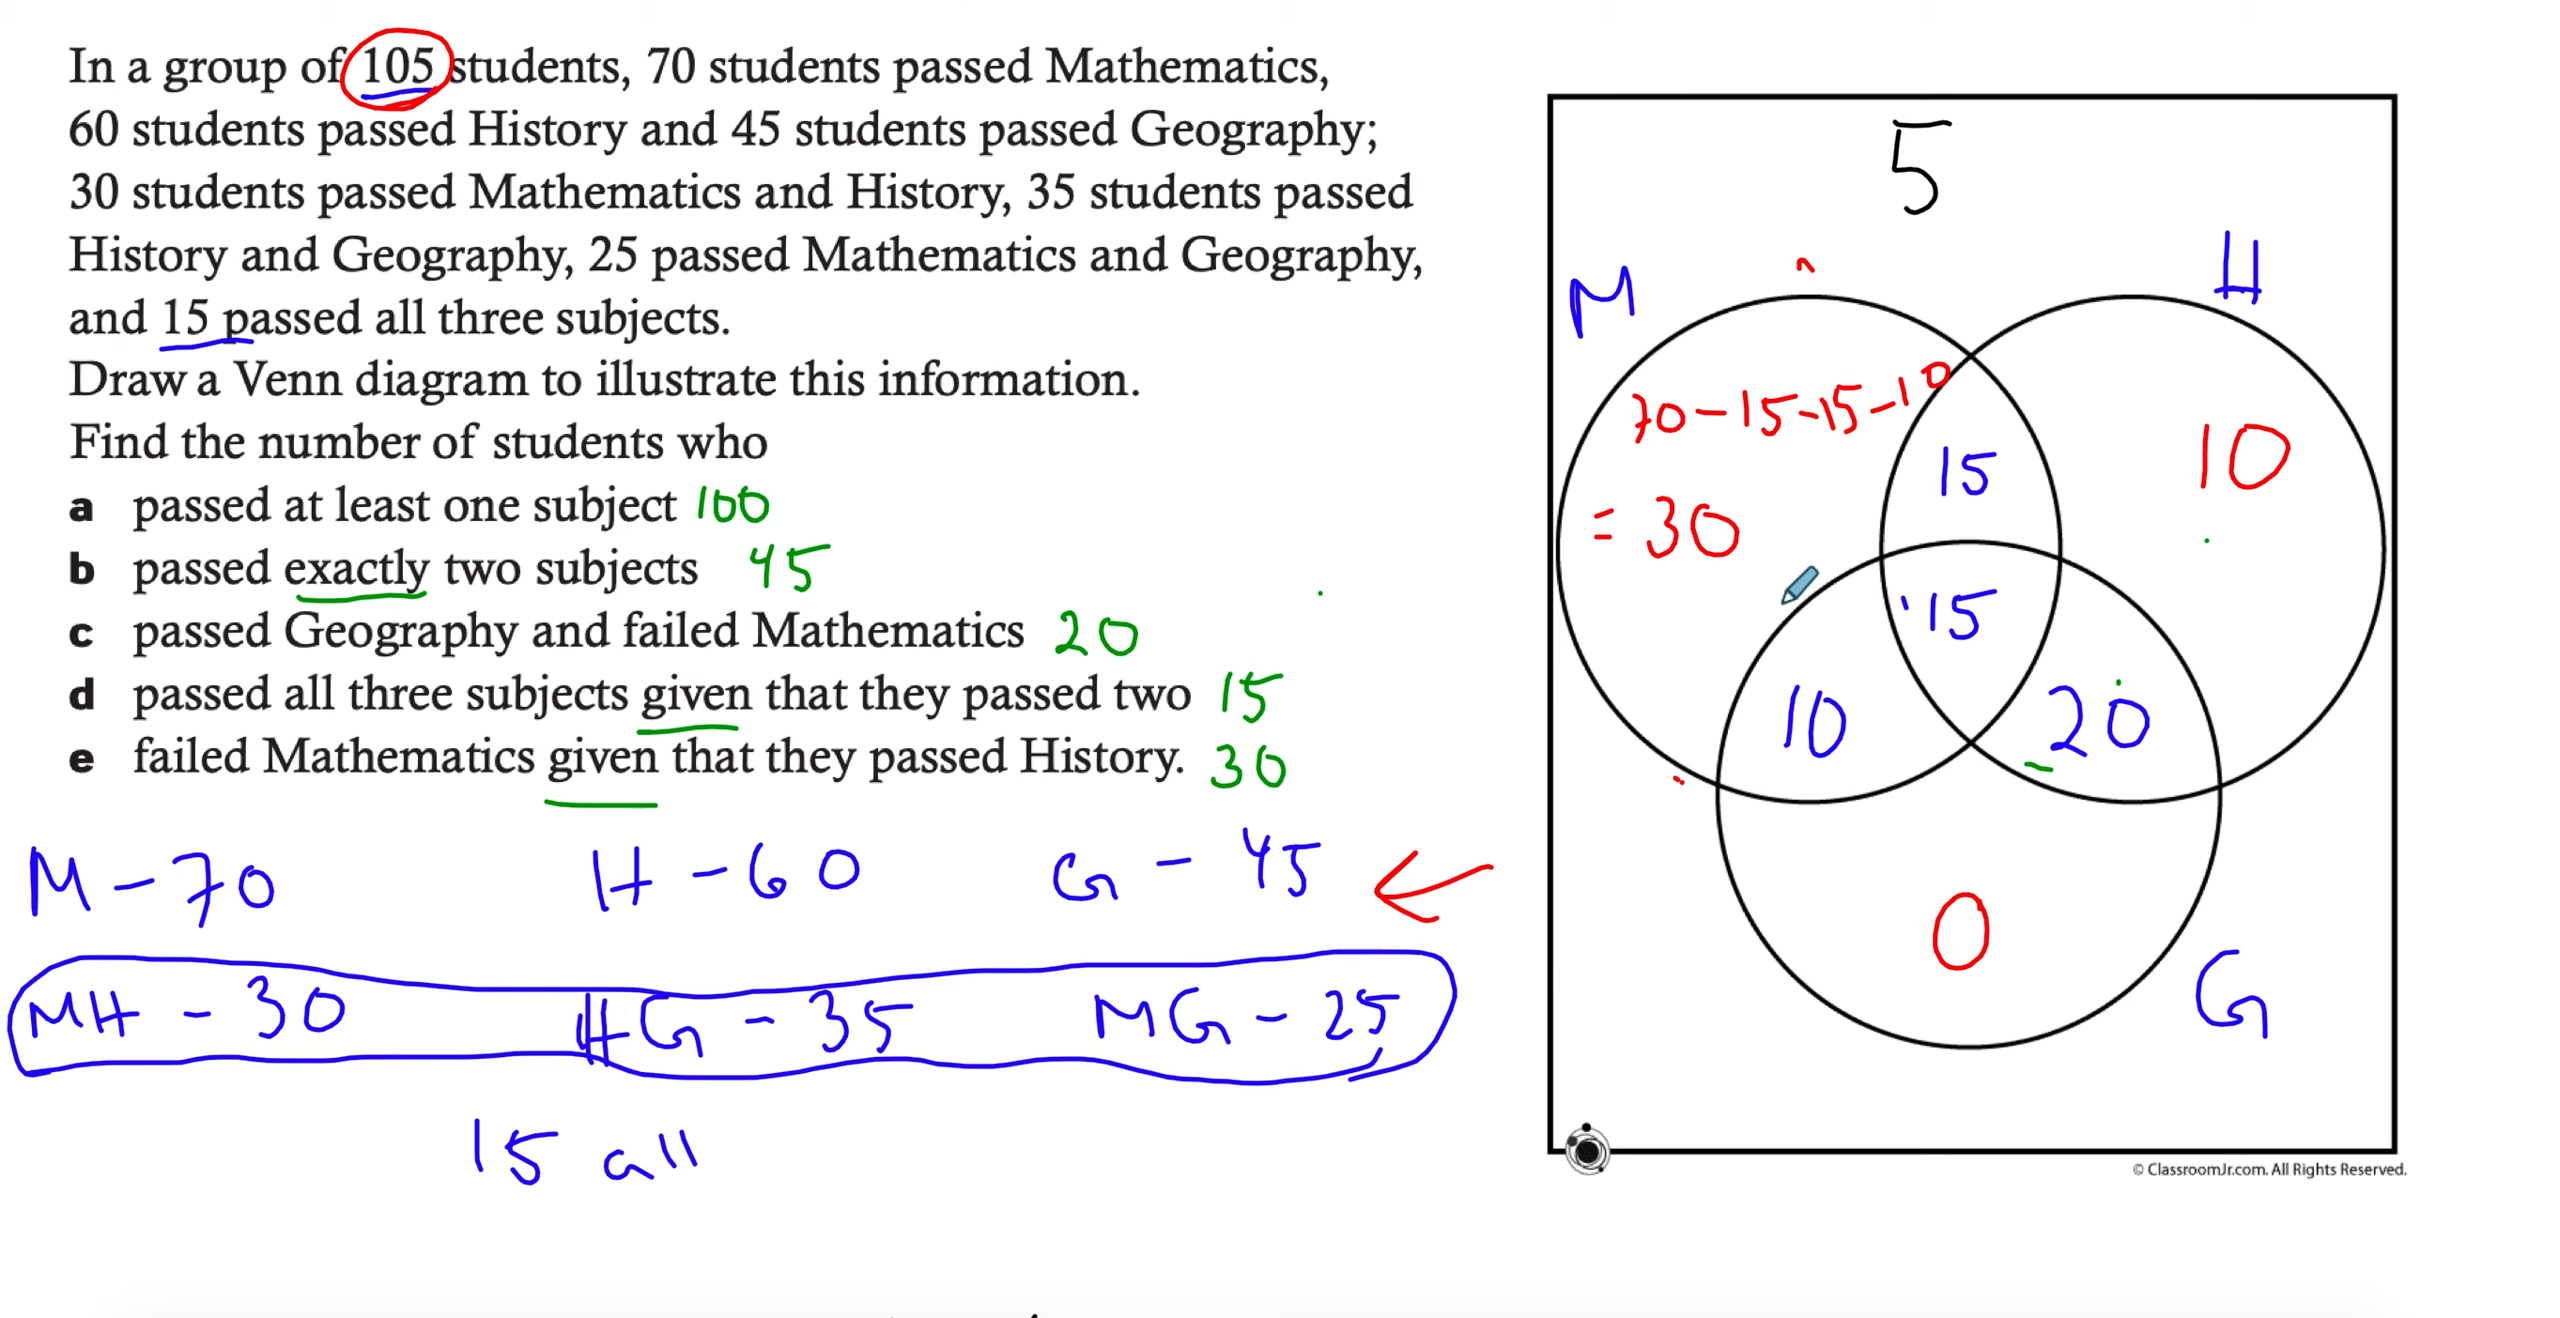 In a group of 105 students, 70 students passed Mathematics,
60 students passed History and 45 students passed Geography;
30 students passed Mathematics and History, 35 students passed
History and Geography, 25 passed Mathematics and Geography,
and 15 passed all three subjects.
Draw a Venn diagram to illustrate this information.
Find the number of students who
a passed at least one subject 100
b passed exactly two subjects 45
c passed Geography and failed Mathematics 20
d passed all three subjects given that they passed two 15
e failed Mathematics given that they passed History. 30
M - 70 H - 60 G - 45
MH - 30 HG - 35 MG - 25
15 all
5
M H
70-15-15-10
= 30
15
10
15
10
20
0
G
© ClassroomJr.com. All Rights Reserved.